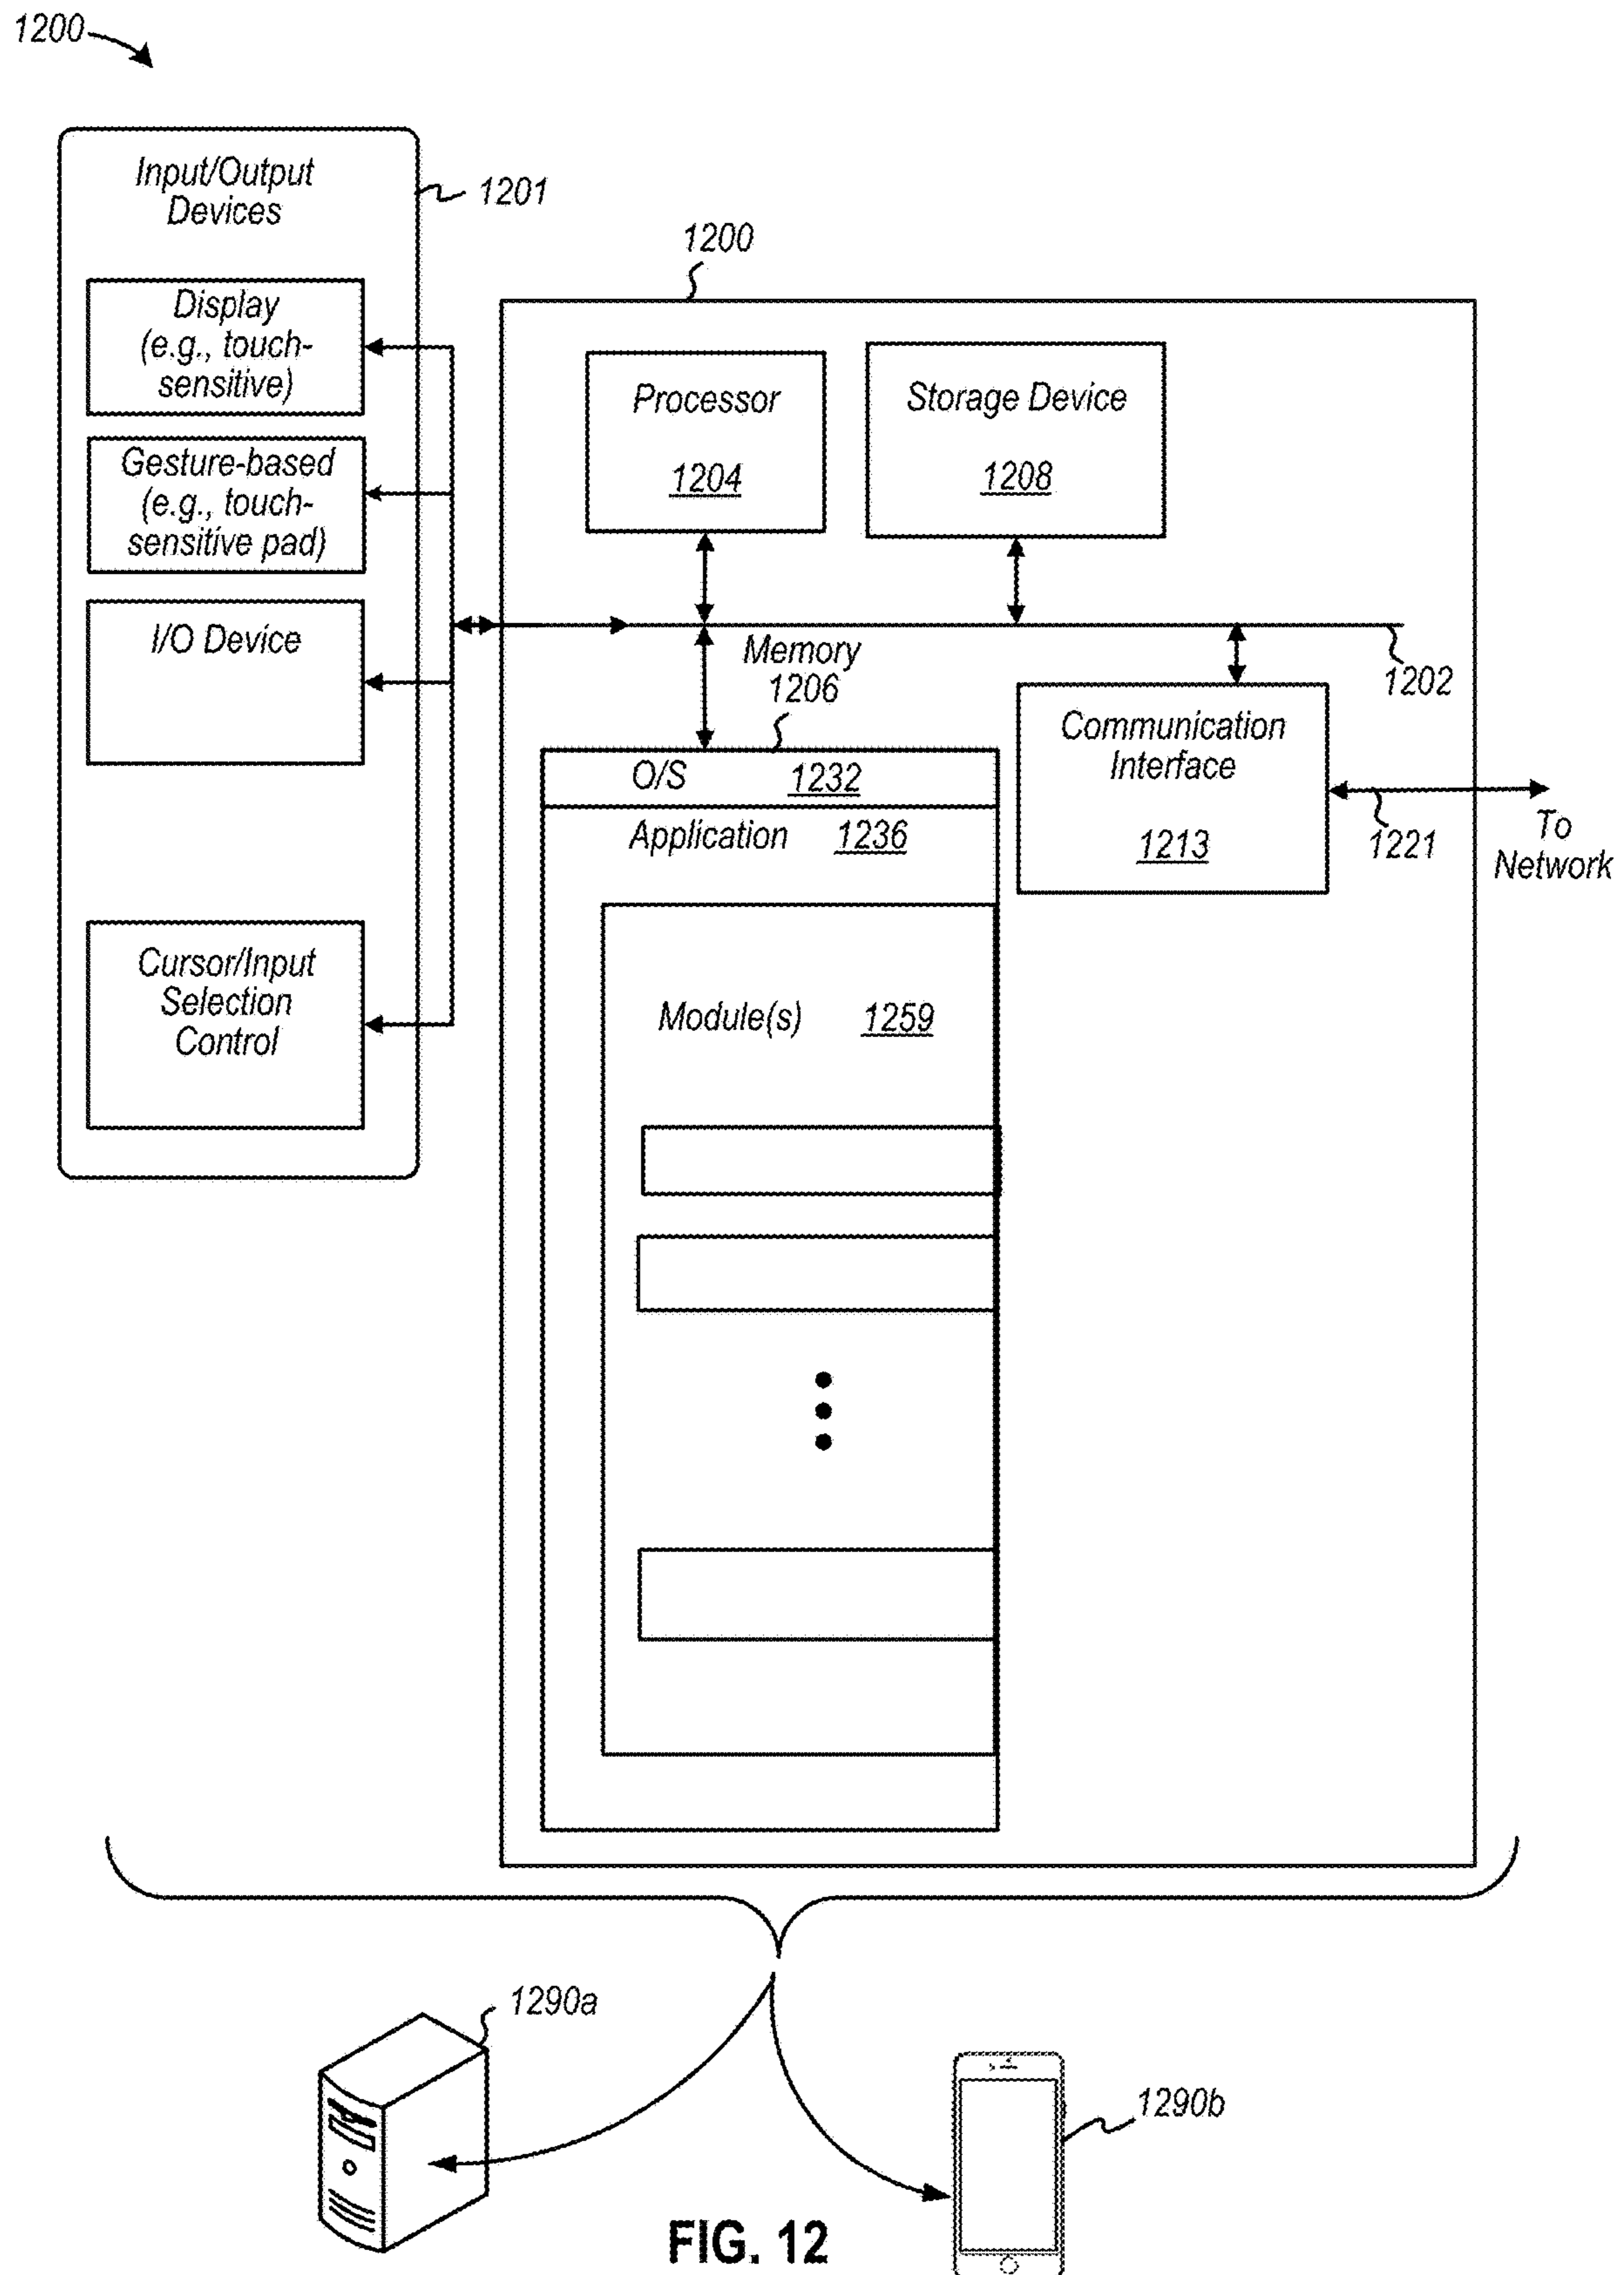 1200
Input/Output
Devices
1201
Display
(e.g., touch-
sensitive)
Gesture-based
(e.g., touch-
sensitive pad)
I/O Device
Cursor/Input
Selection
Control
1200
Processor
1204
Storage Device
1208
1202
Memory
1206
O/S 1232
Application 1236
Module(s) 1259
Communication
Interface
1213
1221
To
Network
1290a
1290b
FIG. 12